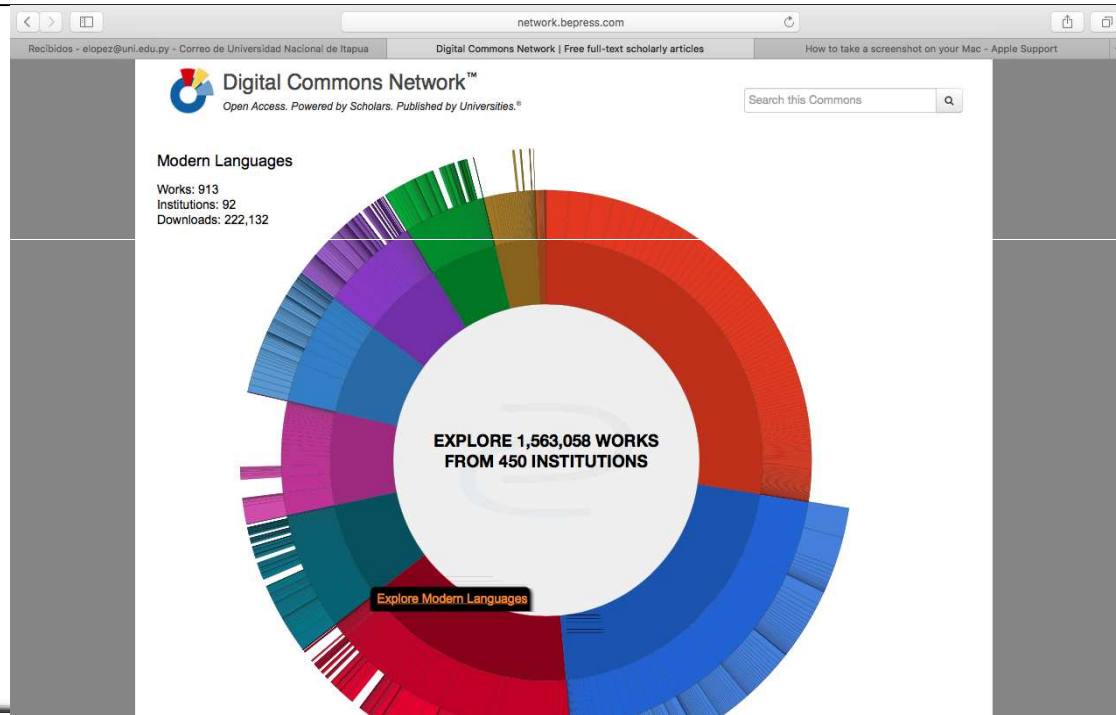 network.bepress.com
Recibidos - elopez@uni.edu.py - Correo de Universidad Nacional de Itapua
Digital Commons Network | Free full-text scholarly articles
How to take a screenshot on your Mac - Apple Support
Digital Commons Network™
Open Access. Powered by Scholars. Published by Universities.®
Search this Commons
Modern Languages
Works: 913
Institutions: 92
Downloads: 222,132
EXPLORE 1,563,058 WORKS
FROM 450 INSTITUTIONS
Explore Modern Languages